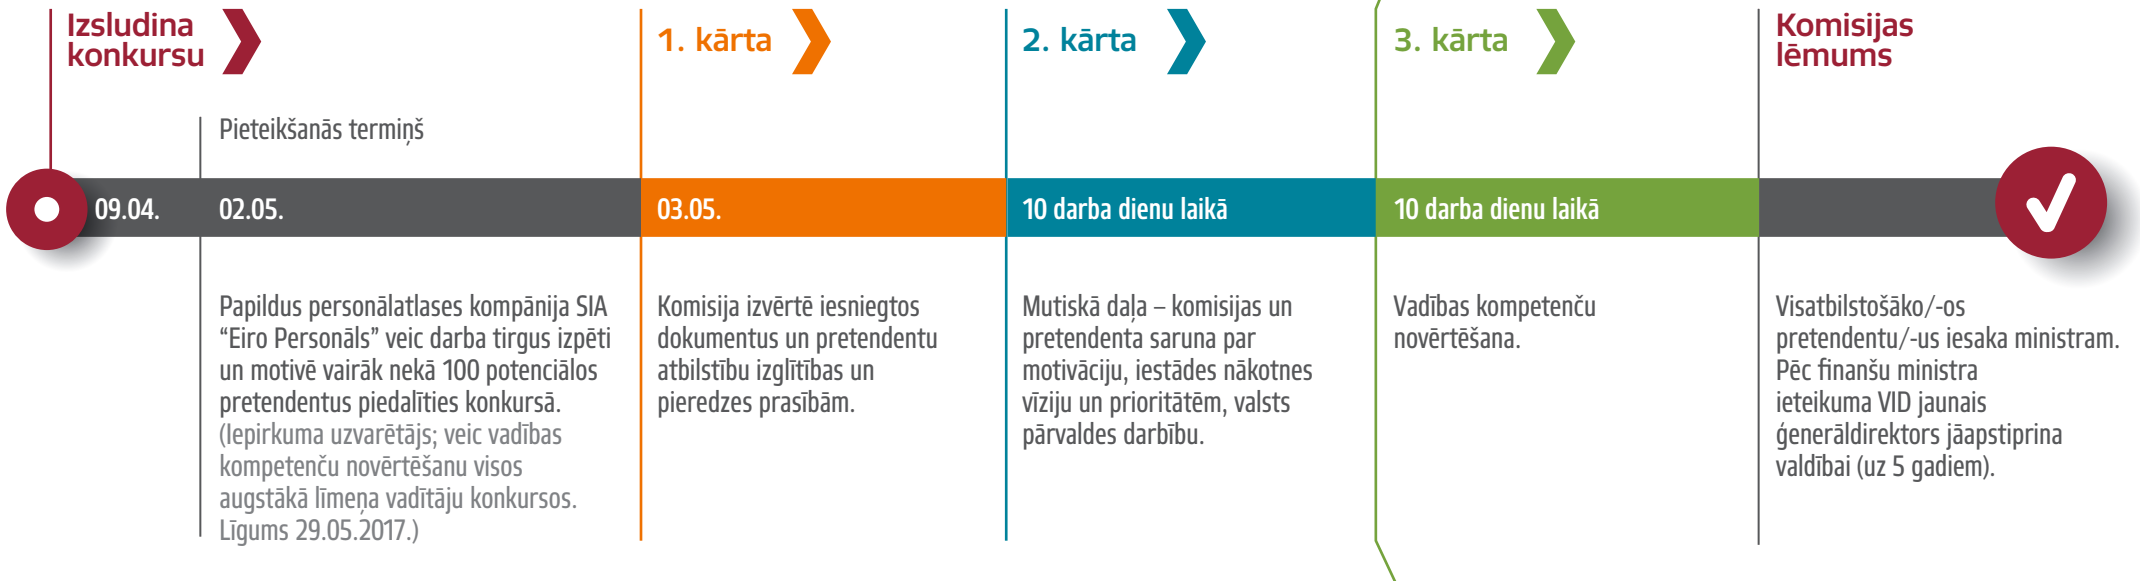 Izsludina
konkursu
1. kārta
2. kārta
3. kārta
Komisijas
lēmums
Pieteikšanās termiņš
09.04.
02.05.
03.05.
10 darba dienu laikā
10 darba dienu laikā
Papildus personālatlases kompānija SIA
“Eiro Personāls” veic darba tirgus izpēti
un motivē vairāk nekā 100 potenciālos
pretendentus piedalīties konkursā.
(Iepirkuma uzvarētājs; veic vadības
kompetenču novērtēšanu visos
augstākā līmeņa vadītāju konkursos.
Līgums 29.05.2017.)
Komisija izvērtē iesniegtos
dokumentus un pretendentu
atbilstību izglītības un
pieredzes prasībām.
Mutiskā daļa – komisijas un
pretendenta saruna par
motivāciju, iestādes nākotnes
vīziju un prioritātēm, valsts
pārvaldes darbību.
Vadības kompetenču
novērtēšana.
Visatbilstošāko/-os
pretendentu/-us iesaka ministram.
Pēc finanšu ministra
ieteikuma VID jaunais
ģenerāldirektors jāapstiprina
valdībai (uz 5 gadiem).